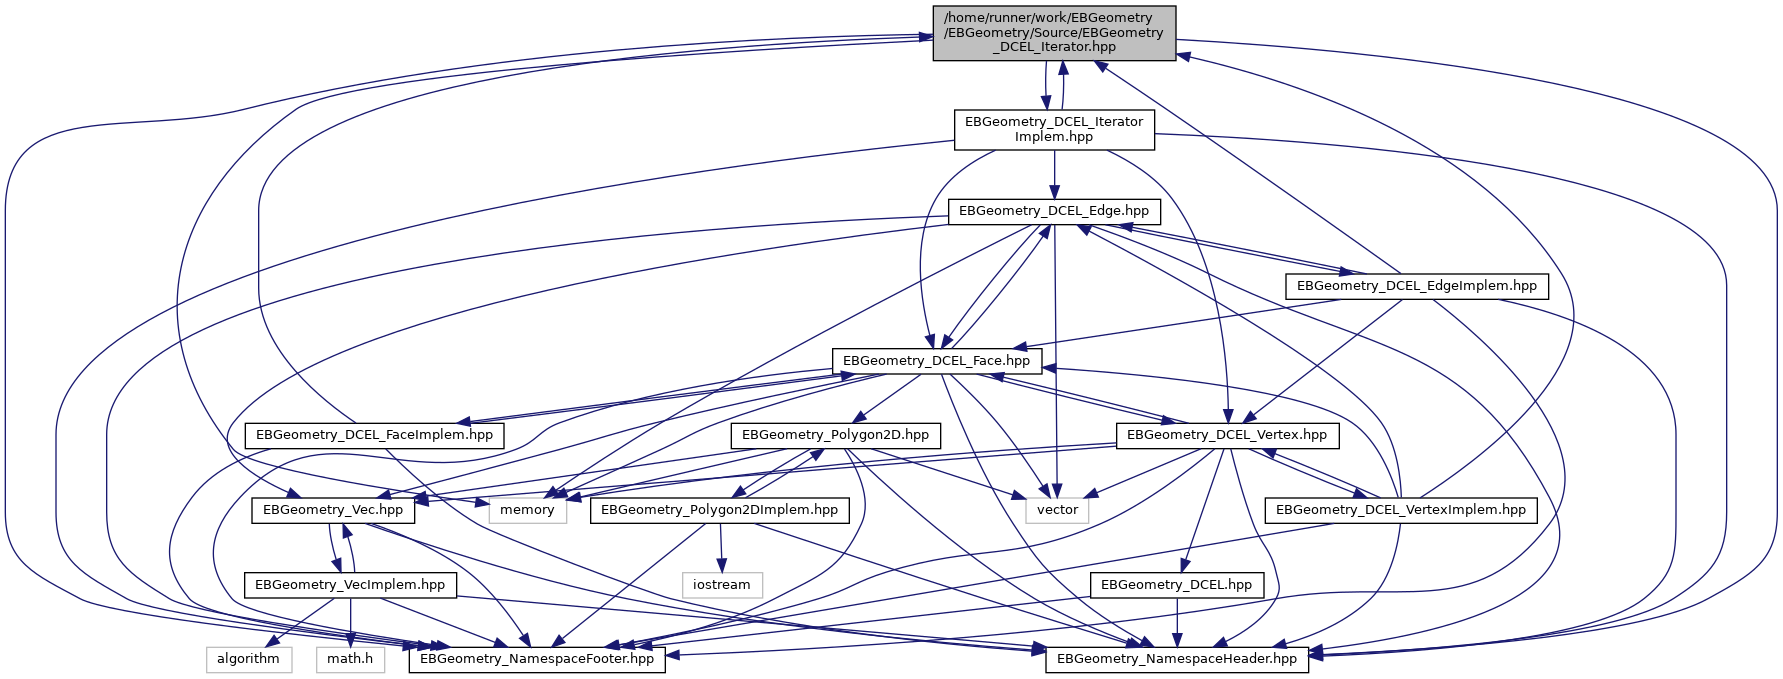 /home/runner/work/EBGeometry
/EBGeometry/Source/EBGeometry
_DCEL_Iterator.hpp
EBGeometry_DCEL_Iterator
Implem.hpp
EBGeometry_DCEL_Edge.hpp
EBGeometry_DCEL_EdgeImplem.hpp
EBGeometry_DCEL_Face.hpp
EBGeometry_DCEL_FaceImplem.hpp
EBGeometry_Polygon2D.hpp
EBGeometry_DCEL_Vertex.hpp
EBGeometry_Vec.hpp
memory
EBGeometry_Polygon2DImplem.hpp
vector
EBGeometry_DCEL_VertexImplem.hpp
EBGeometry_VecImplem.hpp
iostream
EBGeometry_DCEL.hpp
algorithm
math.h
EBGeometry_NamespaceFooter.hpp
EBGeometry_NamespaceHeader.hpp